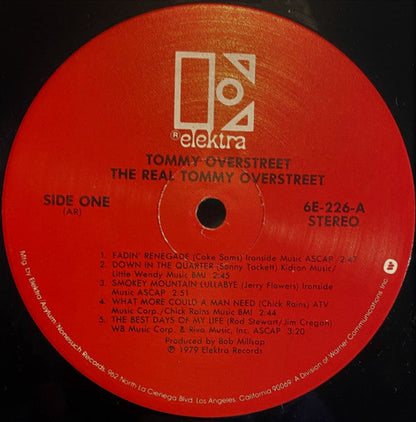 ® elektra
TOMMY OVERSTREET
THE REAL TOMMY OVERSTREET
SIDE ONE
(AR)
6E-226-A
STEREO
1. FADIN' RENEGADE (Coke Sams) Ironside Music ASCAP 2:47
2. DOWN IN THE QUARTER (Sonny Tackett) Kidron Music/
Little Wendy Music BMI 2:45
3. SMOKEY MOUNTAIN LULLABYE (Jerry Flowers) Ironside
Music ASCAP 2:51
4. WHAT MORE COULD A MAN NEED (Chick Rains) ATV
Music Corp./Chick Rains Music BMI 2:44
5. THE BEST DAYS OF MY LIFE (Rod Stewart/Jim Cregan)
WB Music Corp. & Riva Music, Inc. ASCAP 3:20
Produced by Bob Millsap
℗ 1979 Elektra Records
Mfg. by Elektra/Asylum/Nonesuch Records, 962 North La Cienega Blvd. Los Angeles, California 90069. A Division of Warner Communications Inc.